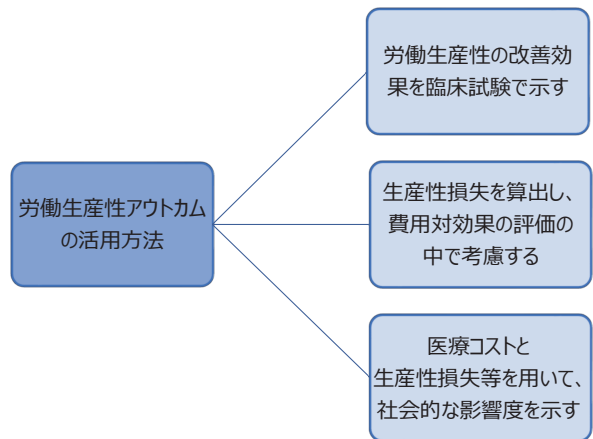 労働生産性の改善効
果を臨床試験で示す
労働生産性アウトカム
の活用方法
生産性損失を算出し、
費用対効果の評価の
中で考慮する
医療コストと
生産性損失等を用いて、
社会的な影響度を示す